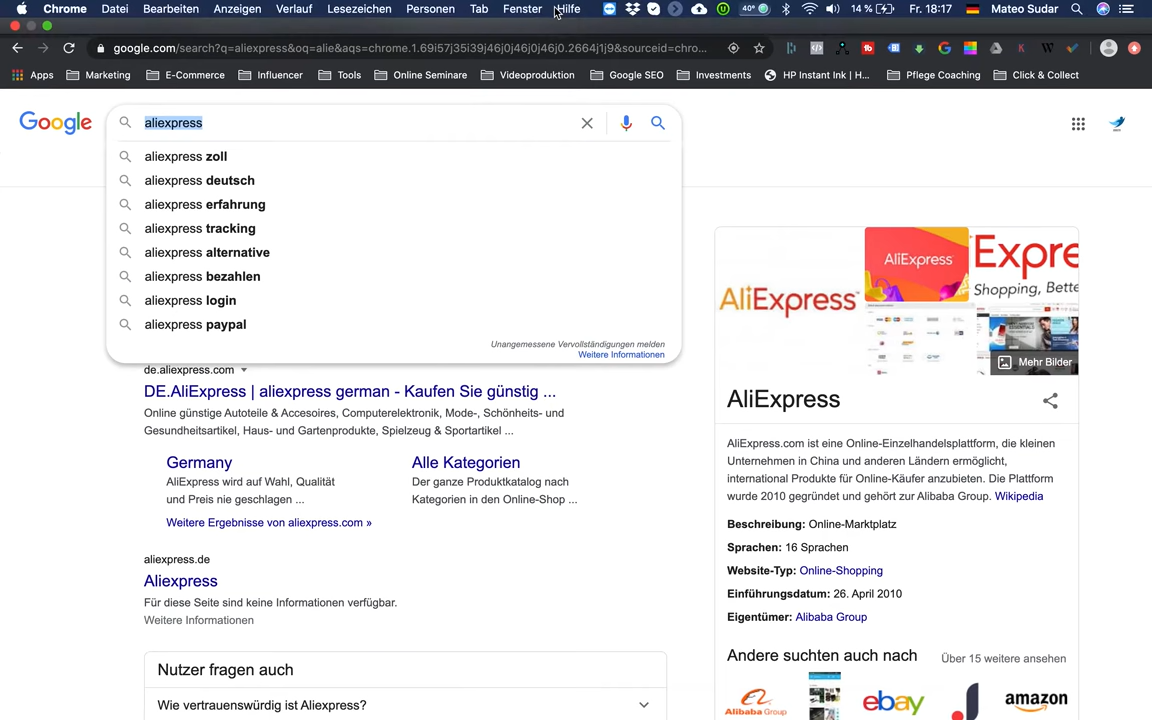 Chrome Datei Bearbeiten Anzeigen Verlauf Lesezeichen Personen Tab Fenster Hilfe 40° 14 % Fr. 18:17 Mateo Sudar
google.com/search?q=aliexpress&oq=alie&aqs=chrome.1.69i57j35i39j46j0j46j0j46j0.2664j1j9&sourceid=chro...
Apps Marketing E-Commerce Influencer Tools Online Seminare Videoproduktion Google SEO Investments HP Instant Ink | H... Pflege Coaching Click & Collect
Google aliexpress
aliexpress zoll
aliexpress deutsch
aliexpress erfahrung
aliexpress tracking
aliexpress alternative
aliexpress bezahlen
aliexpress login
aliexpress paypal
Unangemessene Vervollständigungen melden
Weitere Informationen
de.aliexpress.com
DE.AliExpress | aliexpress german - Kaufen Sie günstig ...
Online günstige Autoteile & Accesoires, Computerelektronik, Mode-, Schönheits- und
Gesundheitsartikel, Haus- und Gartenprodukte, Spielzeug & Sportartikel ...
Germany
AliExpress wird auf Wahl, Qualität
und Preis nie geschlagen ...
Alle Kategorien
Der ganze Produktkatalog nach
Kategorien in den Online-Shop ...
Weitere Ergebnisse von aliexpress.com »
aliexpress.de
Aliexpress
Für diese Seite sind keine Informationen verfügbar.
Weitere Informationen
Nutzer fragen auch
Wie vertrauenswürdig ist Aliexpress?
AliExpress
AliExpress
Expre
Shopping, Bette
Mehr Bilder
AliExpress
AliExpress.com ist eine Online-Einzelhandelsplattform, die kleinen
Unternehmen in China und anderen Ländern ermöglicht,
international Produkte für Online-Käufer anzubieten. Die Plattform
wurde 2010 gegründet und gehört zur Alibaba Group. Wikipedia
Beschreibung: Online-Marktplatz
Sprachen: 16 Sprachen
Website-Typ: Online-Shopping
Einführungsdatum: 26. April 2010
Eigentümer: Alibaba Group
Andere suchten auch nach Über 15 weitere ansehen
Alibaba Group ebay amazon